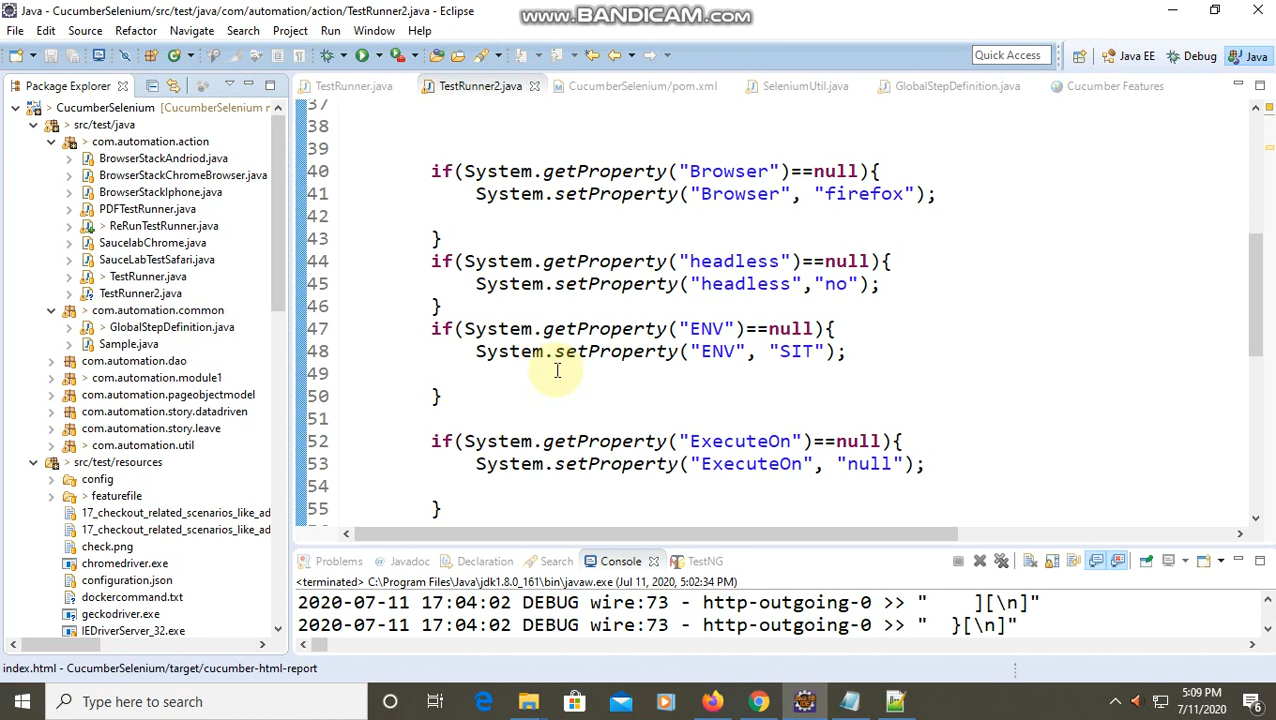 Java - CucumberSelenium/src/test/java/com/automation/action/TestRunner2.java - Eclipse
www.BANDICAM.com
File Edit Source Refactor Navigate Search Project Run Window Help
Quick Access
Java EE
Debug
Java
Package Explorer
TestRunner.java
TestRunner2.java
CucumberSelenium/pom.xml
SeleniumUtil.java
GlobalStepDefinition.java
Cucumber Features
> CucumberSelenium [CucumberSelenium
> src/test/java
> com.automation.action
BrowserStackAndriod.java
BrowserStackChromeBrowser.java
BrowserStackIphone.java
PDFTestRunner.java
> ReRunTestRunner.java
SaucelabChrome.java
SauceLabTestSafari.java
> TestRunner.java
TestRunner2.java
> com.automation.common
> GlobalStepDefinition.java
Sample.java
com.automation.dao
> com.automation.module1
com.automation.pageobjectmodel
com.automation.story.datadriven
com.automation.story.leave
> com.automation.util
> src/test/resources
config
> featurefile
17_checkout_related_scenarios_like_ad
17_checkout_related_scenarios_like_ad
check.png
chromedriver.exe
configuration.json
dockercommand.txt
geckodriver.exe
IEDriverServer_32.exe
37
38
39
40 if(System.getProperty("Browser")==null){
41 System.setProperty("Browser", "firefox");
42
43 }
44 if(System.getProperty("headless")==null){
45 System.setProperty("headless","no");
46 }
47 if(System.getProperty("ENV")==null){
48 System.setProperty("ENV", "SIT");
49
50 }
51
52 if(System.getProperty("ExecuteOn")==null){
53 System.setProperty("ExecuteOn", "null");
54
55 }
Problems
Javadoc
Declaration
Search
Console
TestNG
<terminated> C:\Program Files\Java\jdk1.8.0_161\bin\javaw.exe (Jul 11, 2020, 5:02:34 PM)
2020-07-11 17:04:02 DEBUG wire:73 - http-outgoing-0 >> "    ][\n]"
2020-07-11 17:04:02 DEBUG wire:73 - http-outgoing-0 >> "  }[\n]"
index.html - CucumberSelenium/target/cucumber-html-report
Type here to search
5:09 PM
7/11/2020
6